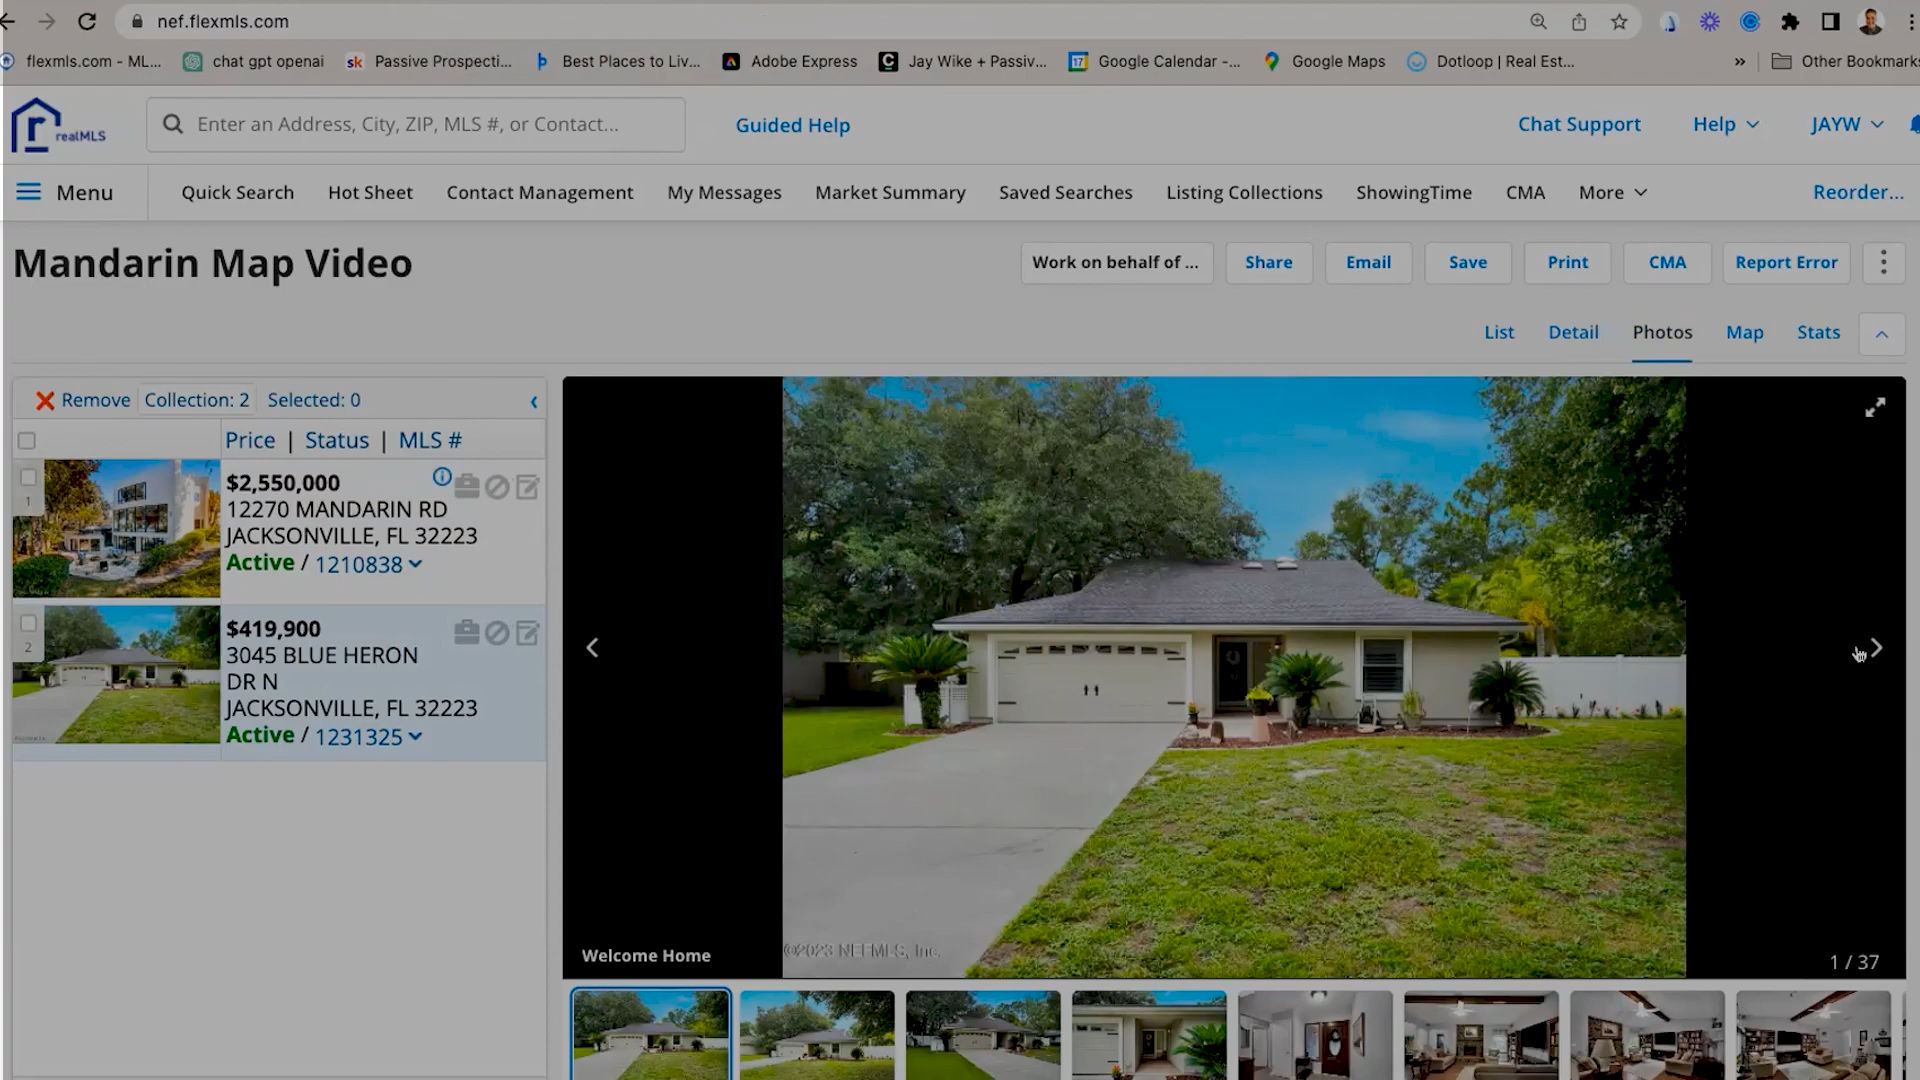 nef.flexmls.com
flexmls.com - ML...
chat gpt openai
sk
Passive Prospecti...
Best Places to Liv...
Adobe Express
Jay Wike + Passiv...
17
Google Calendar -...
Google Maps
Dotloop | Real Est...
»
Other Bookmarks
realMLS
Enter an Address, City, ZIP, MLS #, or Contact...
Guided Help
Chat Support
Help
JAYW
Menu
Quick Search
Hot Sheet
Contact Management
My Messages
Market Summary
Saved Searches
Listing Collections
ShowingTime
CMA
More
Reorder...
Mandarin Map Video
Work on behalf of ...
Share
Email
Save
Print
CMA
Report Error
List
Detail
Photos
Map
Stats
Remove
Collection: 2
Selected: 0
Price | Status | MLS #
1
$2,550,000
12270 MANDARIN RD
JACKSONVILLE, FL 32223
Active / 1210838
2
$419,900
3045 BLUE HERON
DR N
JACKSONVILLE, FL 32223
Active / 1231325
Welcome Home
©2023 NEFMLS, Inc.
1 / 37